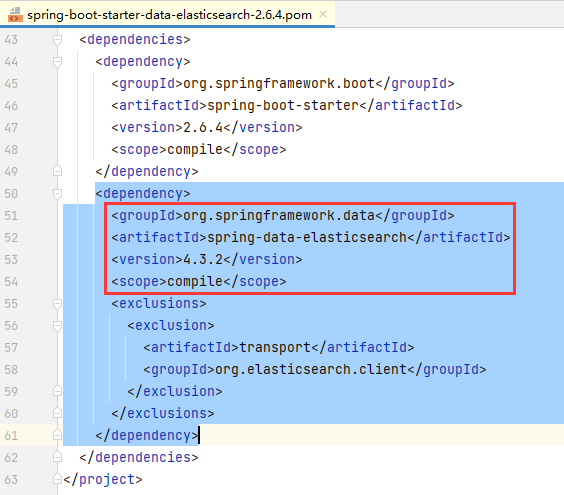 spring-boot-starter-data-elasticsearch-2.6.4.pom
43 <dependencies>
44 <dependency>
45 <groupId>org.springframework.boot</groupId>
46 <artifactId>spring-boot-starter</artifactId>
47 <version>2.6.4</version>
48 <scope>compile</scope>
49 </dependency>
50 <dependency>
51 <groupId>org.springframework.data</groupId>
52 <artifactId>spring-data-elasticsearch</artifactId>
53 <version>4.3.2</version>
54 <scope>compile</scope>
55 <exclusions>
56 <exclusion>
57 <artifactId>transport</artifactId>
58 <groupId>org.elasticsearch.client</groupId>
59 </exclusion>
60 </exclusions>
61 </dependency>
62 </dependencies>
63 </project>